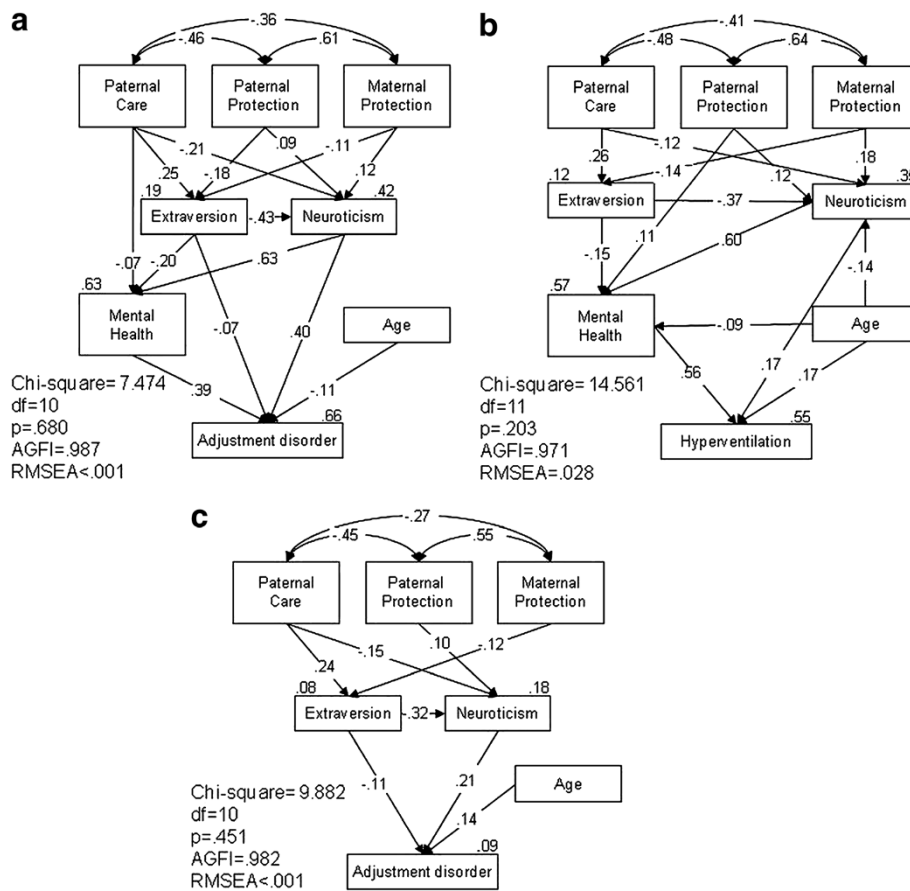 a
-.36
-.46
.61
Paternal
Care
Paternal
Protection
Maternal
Protection
-.21
.09
-.11
.25
-.18
.12
.19
.42
Extraversion
-.43
Neuroticism
-.07
-.20
.63
.63
Mental
Health
-.07
.40
Age
.39
-.11
.66
Adjustment disorder
Chi-square= 7.474
df=10
p=.680
AGFI=.987
RMSEA<.001
b
-.41
-.48
.64
Paternal
Care
Paternal
Protection
Maternal
Protection
.26
-.12
-.14
.12
.18
.12
Extraversion
-.37
Neuroticism
-.15
.11
.60
.57
Mental
Health
-.14
-.09
Age
.56
.17
.17
.55
Hyperventilation
Chi-square= 14.561
df=11
p=.203
AGFI=.971
RMSEA=.028
c
-.27
-.45
.55
Paternal
Care
Paternal
Protection
Maternal
Protection
-.15
.10
-.12
.24
.08
.18
Extraversion
-.32
Neuroticism
-.11
.21
Age
.14
.09
Adjustment disorder
Chi-square= 9.882
df=10
p=.451
AGFI=.982
RMSEA<.001